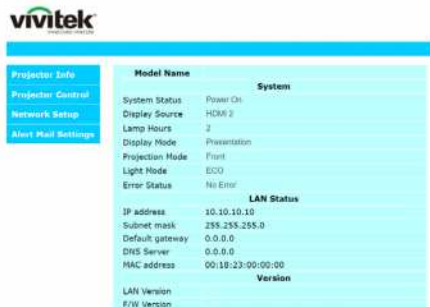 vivitek
Projector Info
Projector Control
Network Setup
Alert Mail Settings
Model Name
System
System Status Power On
Display Source HDMI 2
Lamp Hours 2
Display Mode Presentation
Projection Mode Front
Light Mode ECO
Error Status No Error
LAN Status
IP address 10.10.10.10
Subnet mask 255.255.255.0
Default gateway 0.0.0.0
DNS Server 0.0.0.0
MAC address 00:18:23:00:00:00
Version
LAN Version
F/W Version